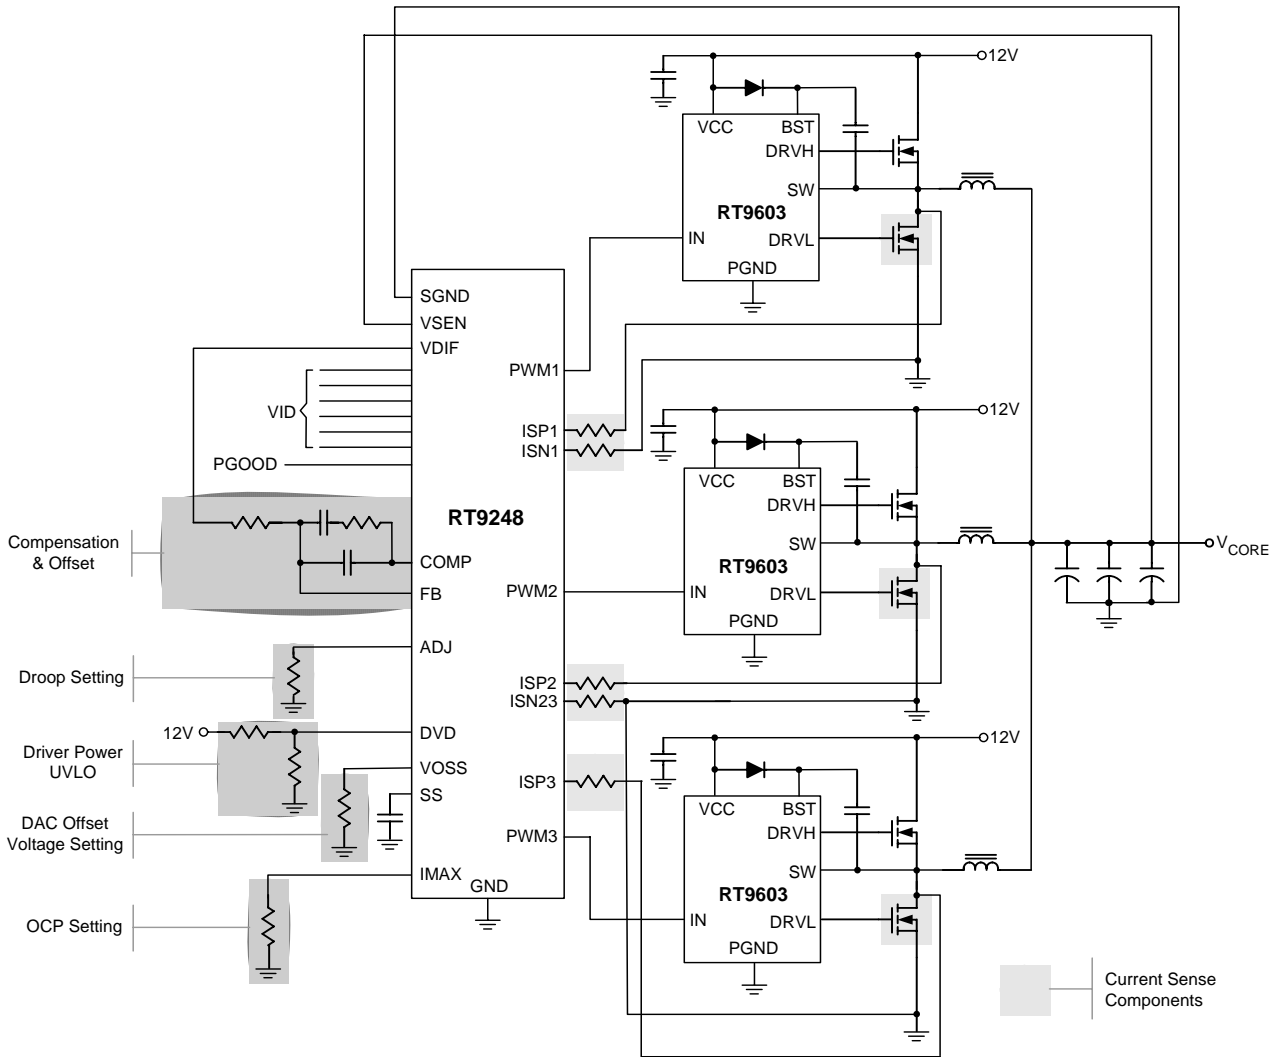 12V
VCC
BST
DRVH
SW
RT9603
IN
DRVL
PGND
SGND
VSEN
VDIF
PWM1
VID
ISP1
ISN1
PGOOD
12V
VCC
BST
DRVH
RT9248
SW
Compensation
& Offset
COMP
RT9603
VCORE
FB
PWM2
IN
DRVL
PGND
ADJ
Droop Setting
ISP2
ISN23
12V
DVD
12V
Driver Power
UVLO
VOSS
ISP3
SS
VCC
BST
DAC Offset
Voltage Setting
PWM3
DRVH
SW
IMAX
GND
RT9603
OCP Setting
IN
DRVL
PGND
Current Sense
Components